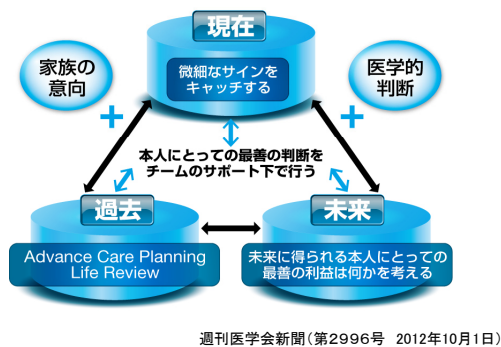 現在
家族の
意向
微細なサインを
キャッチする
医学的
判断
+
+
本人にとっての最善の判断を
チームのサポート下で行う
過去
未来
Advance Care Planning
Life Review
未来に得られる本人にとっての
最善の利益は何かを考える
週刊医学会新聞(第2996号 2012年10月1日)